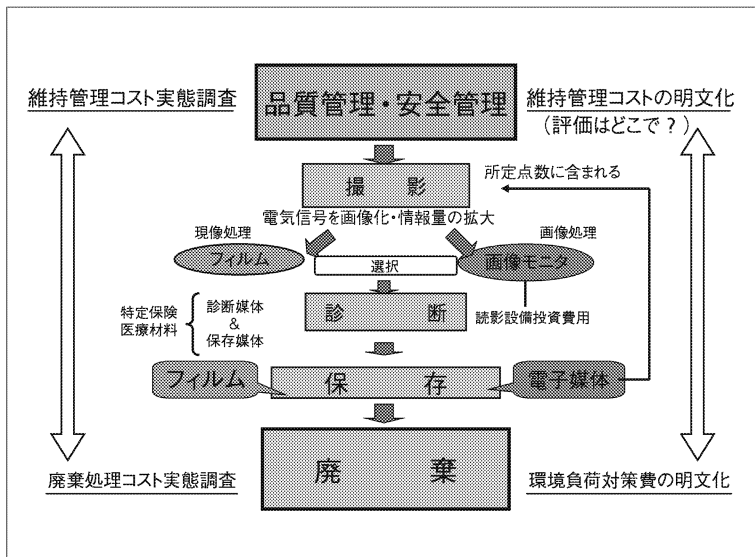 維持管理コスト実態調査
品質管理・安全管理
維持管理コストの明文化
(評価はどこで?)
撮 影
所定点数に含まれる
電気信号を画像化・情報量の拡大
現像処理
画像処理
フィルム
選択
画像モニタ
特定保険
医療材料
診断媒体
&
保存媒体
診 断
読影設備投資費用
フィルム
保 存
電子媒体
廃棄処理コスト実態調査
廃 棄
環境負荷対策費の明文化